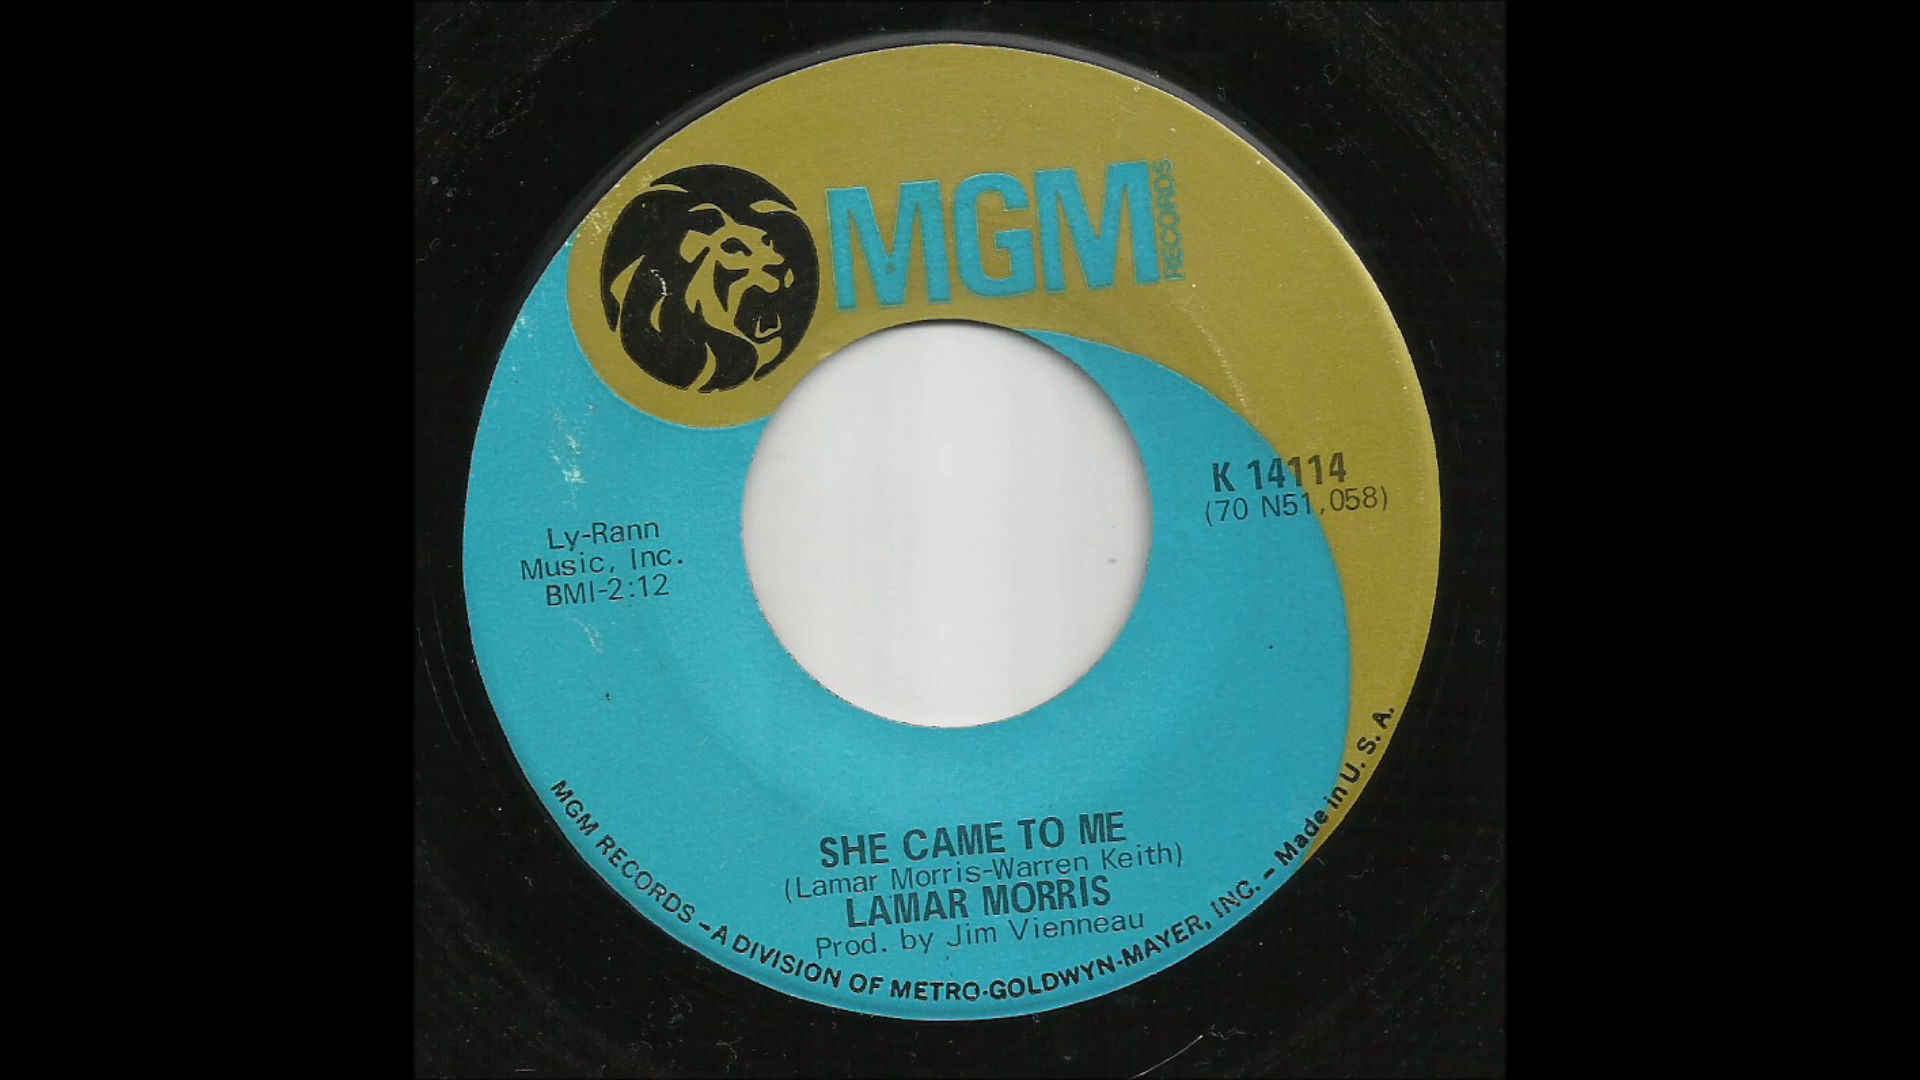 MGM
RECORDS
K 14114
(70 N51,058)
Ly-Rann
Music, Inc.
BMI-2:12
SHE CAME TO ME
(Lamar Morris-Warren Keith)
LAMAR MORRIS
Prod. by Jim Vienneau
MGM RECORDS – A DIVISION OF METRO-GOLDWYN-MAYER, INC. – Made in U. S. A.